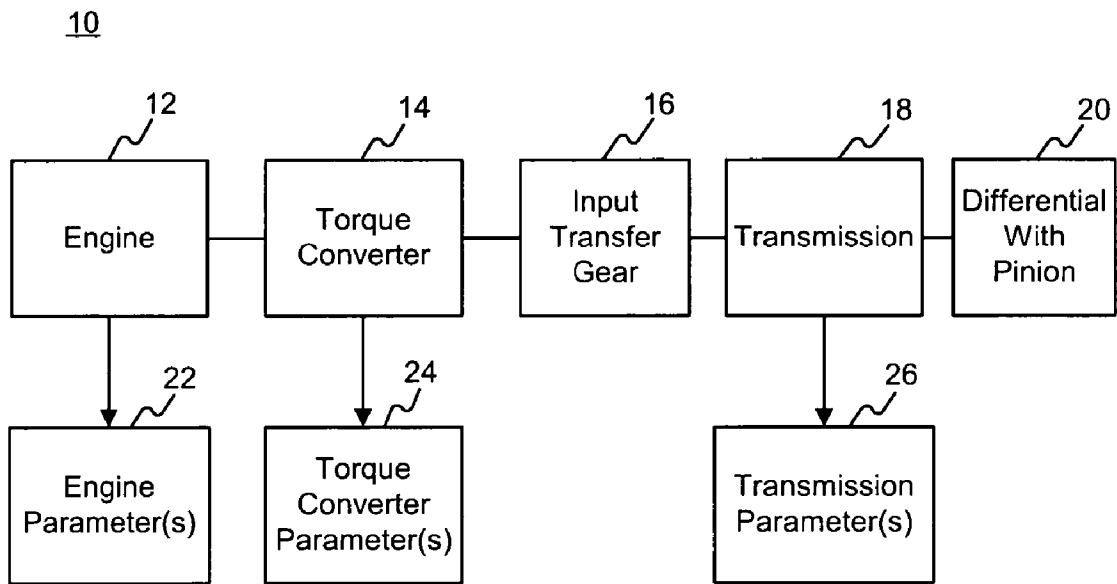 10
12
14
16
18
20
Engine
Torque
Converter
Input
Transfer
Gear
Transmission
Differential
With
Pinion
22
24
26
Engine
Parameter(s)
Torque
Converter
Parameter(s)
Transmission
Parameter(s)